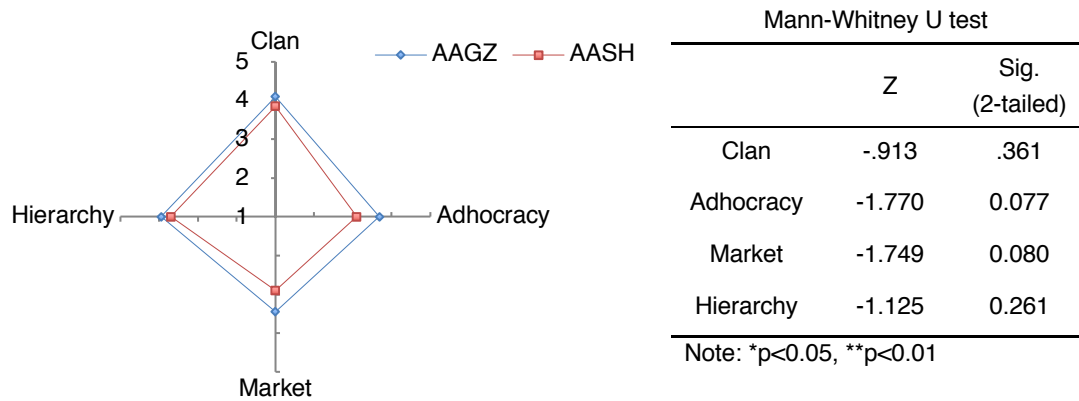 Clan
5
4
3
2
1
Hierarchy
Adhocracy
Market
AAGZ AASH
Mann-Whitney U test
Z Sig. (2-tailed)
Clan -.913 .361
Adhocracy -1.770 0.077
Market -1.749 0.080
Hierarchy -1.125 0.261
Note: *p<0.05, **p<0.01